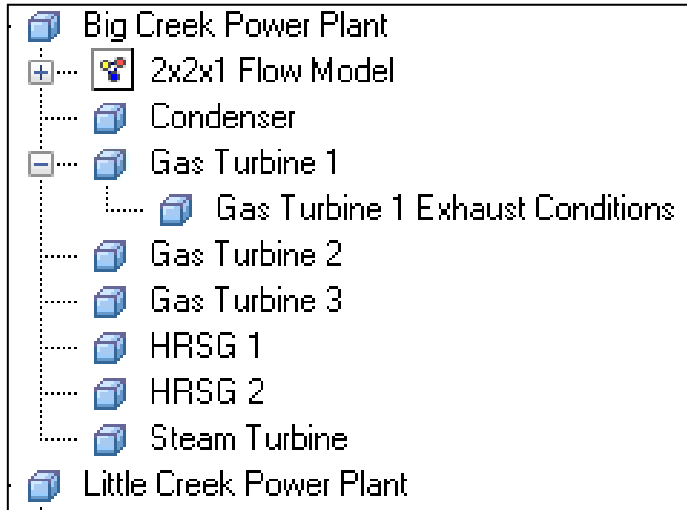 Big Creek Power Plant
2x2x1 Flow Model
Condenser
Gas Turbine 1
Gas Turbine 1 Exhaust Conditions
Gas Turbine 2
Gas Turbine 3
HRSG 1
HRSG 2
Steam Turbine
Little Creek Power Plant